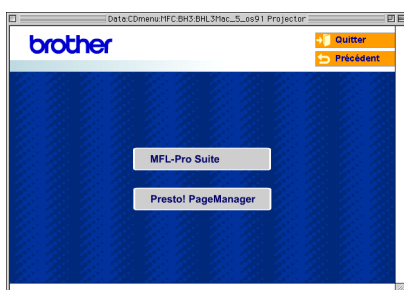 Data:CDmenu:MFC:BH3:BHL3Mac_5_os91 Projector
brother
Quitter
Précédent
MFL-Pro Suite
Presto! PageManager